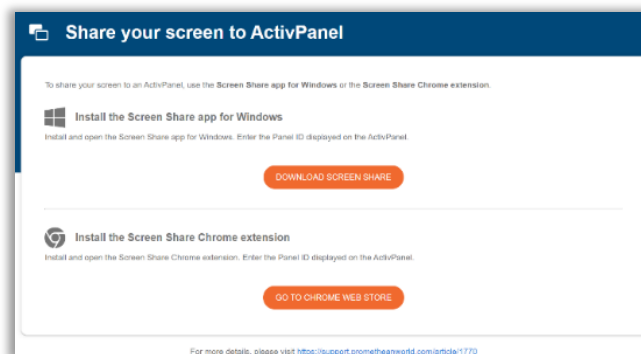 Share your screen to ActivPanel
To share your screen to an ActivPanel, use the Screen Share app for Windows or the Screen Share Chrome extension.
Install the Screen Share app for Windows
Install and open the Screen Share app for Windows. Enter the Panel ID displayed on the ActivPanel.
DOWNLOAD SCREEN SHARE
Install the Screen Share Chrome extension
Install and open the Screen Share Chrome extension. Enter the Panel ID displayed on the ActivPanel.
GO TO CHROME WEB STORE
For more details, please visit https://support.prometheanworld.com/article/1770